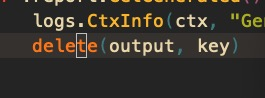 logs.CtxInfo(ctx, "Ge
delete(output, key)